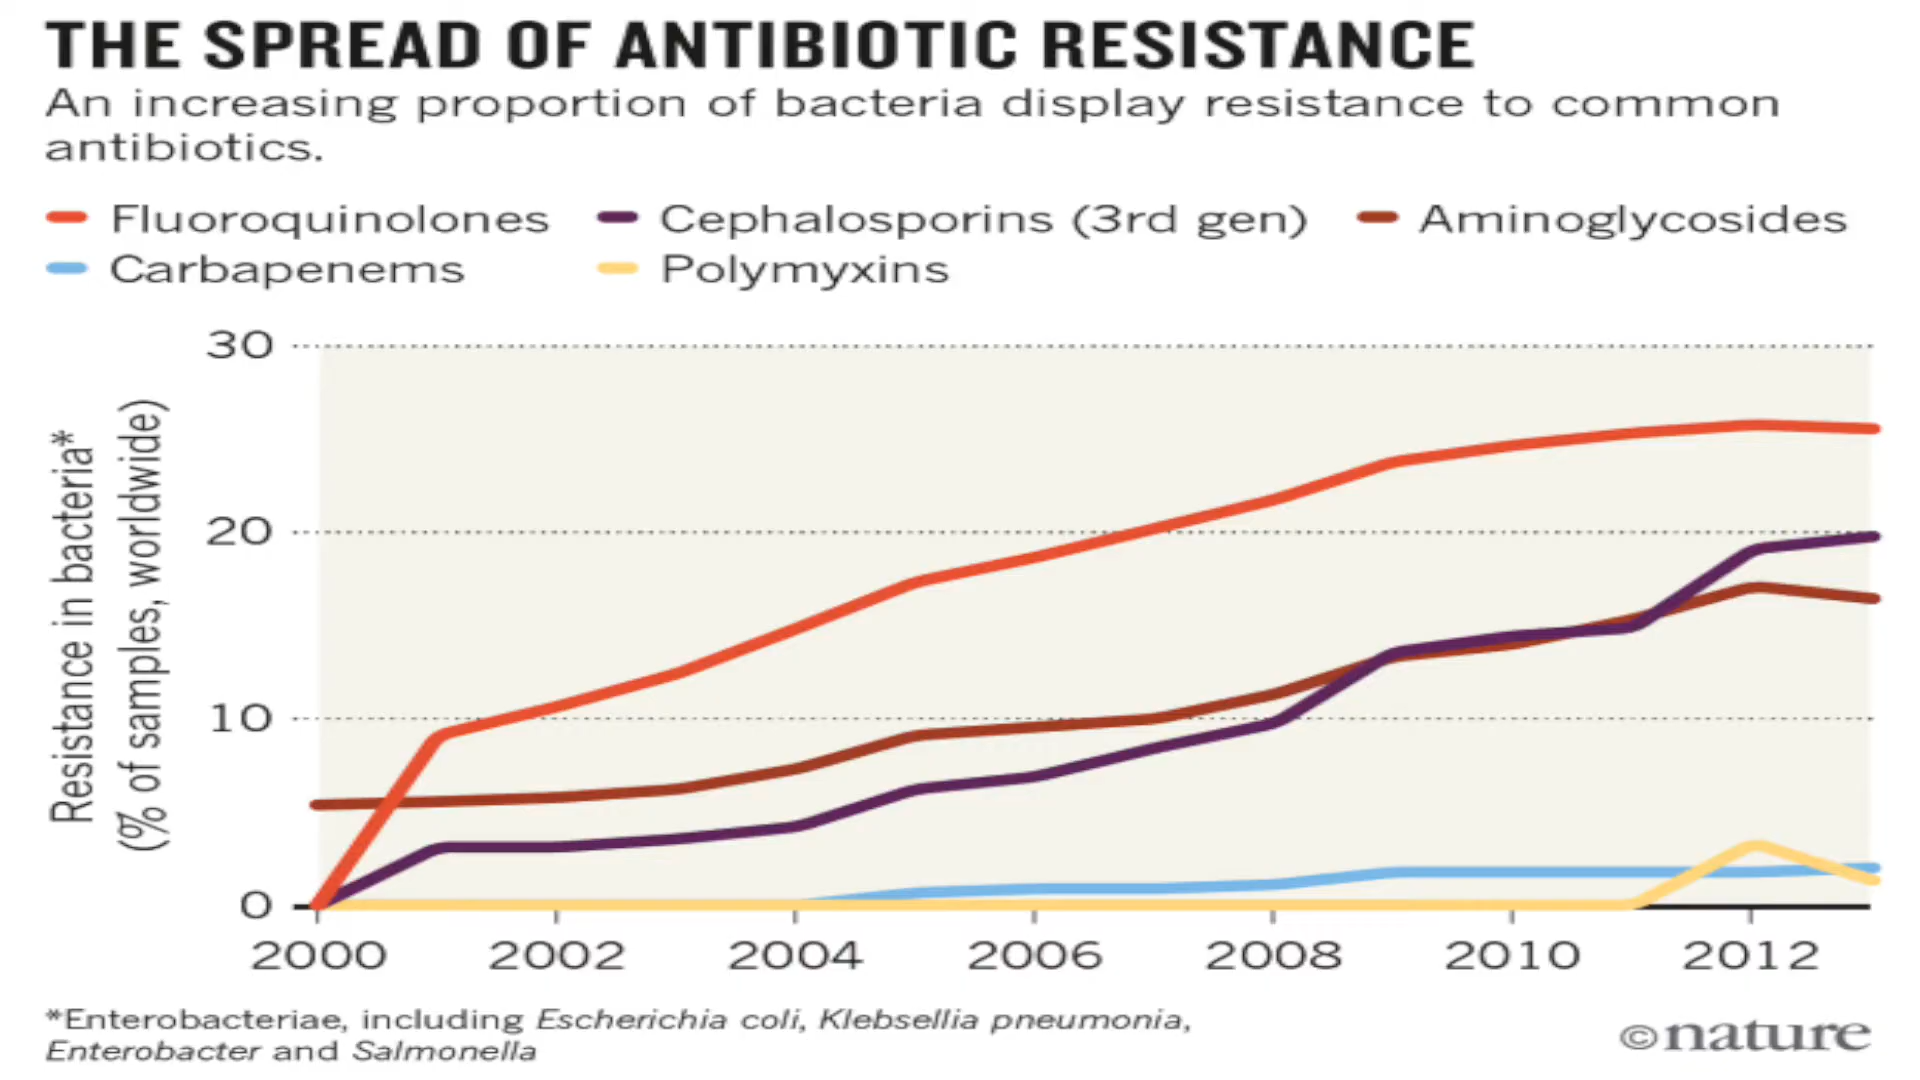 THE SPREAD OF ANTIBIOTIC RESISTANCE
An increasing proportion of bacteria display resistance to common
antibiotics.
Fluoroquinolones Cephalosporins (3rd gen) Aminoglycosides
Carbapenems Polymyxins
Resistance in bacteria*
(% of samples, worldwide)
30
20
10
0
2000 2002 2004 2006 2008 2010 2012
*Enterobacteriae, including Escherichia coli, Klebsellia pneumonia,
Enterobacter and Salmonella
©nature